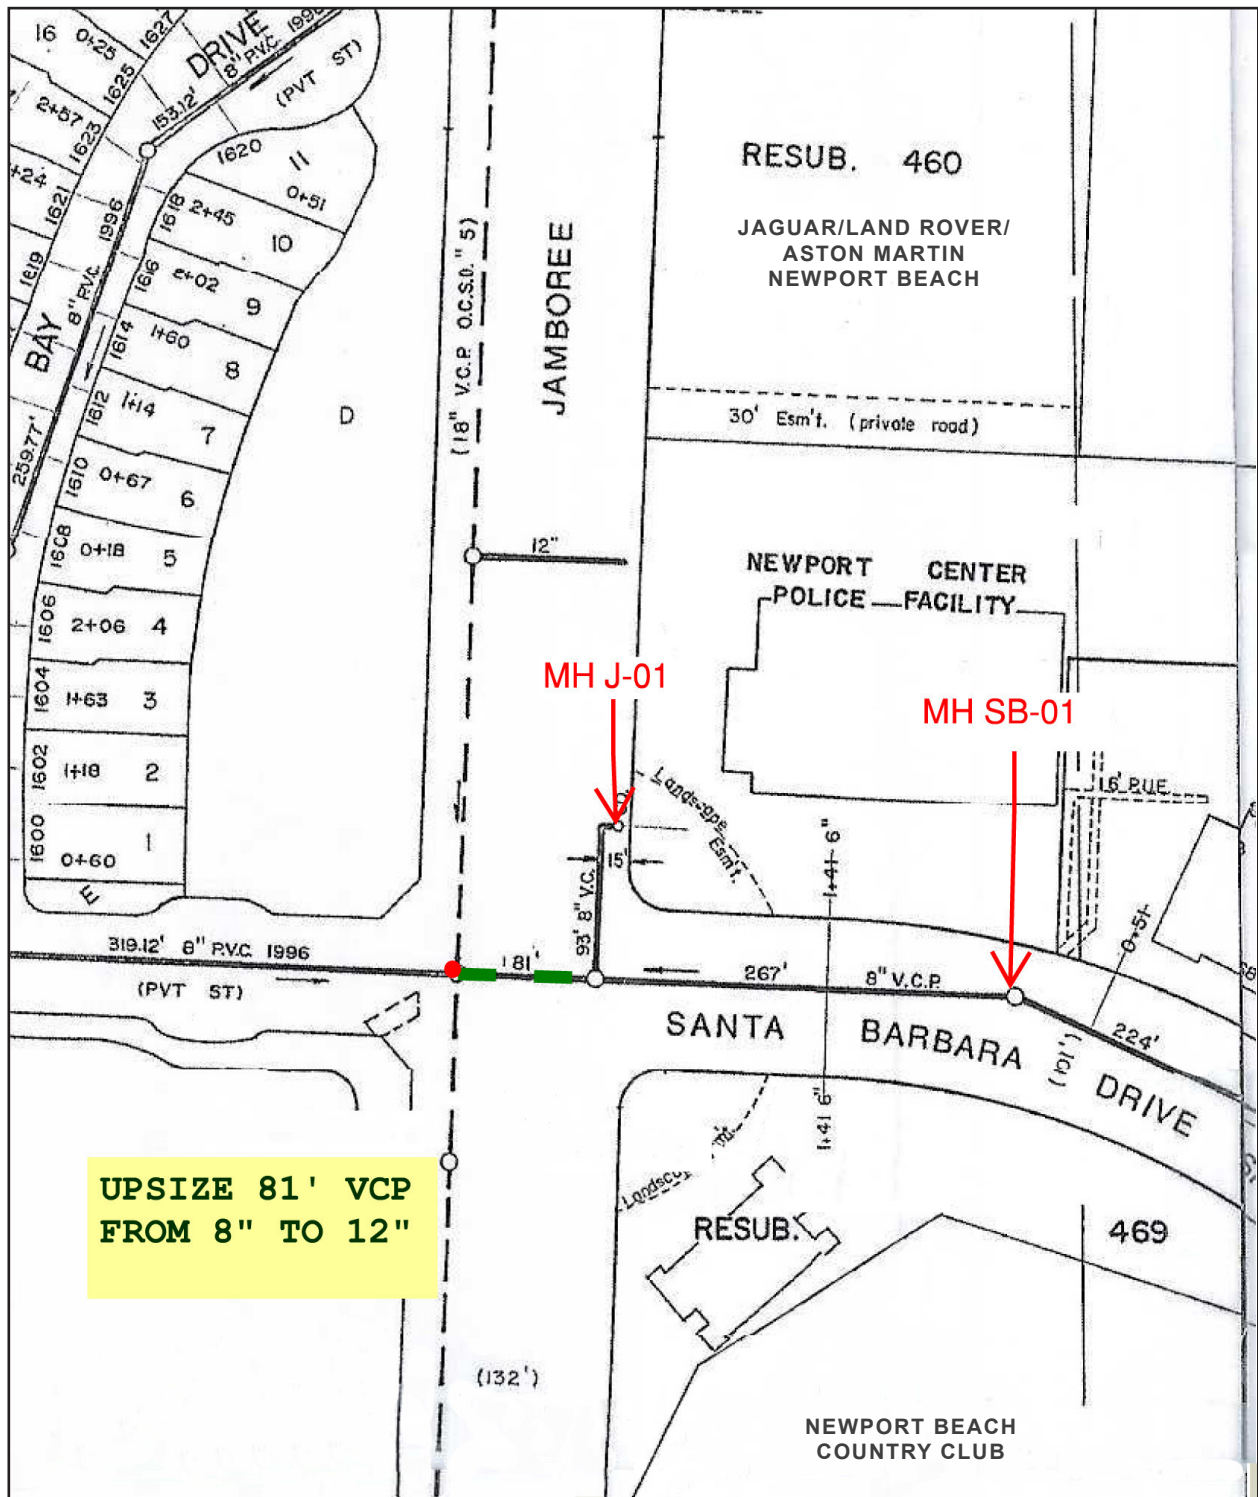 16
0+25
1627
DRIVE
8" P.V.C. 1996
(PVT ST)
153.12'
1625
2+57
1623
+24
1621
1619
1996
8" P.V.C.
BAY
259.77'
1620
11
0+51
1618
2+45
10
1616
2+02
9
1614
1+60
8
1612
1+14
7
1610
0+67
6
1608
0+18
5
1606
2+06
4
1604
1+63
3
1602
1+18
2
1600
0+60
1
E
D
(18" V.C.P. O.C.S.D. "5)
JAMBOREE
RESUB. 460
JAGUAR/LAND ROVER/
ASTON MARTIN
NEWPORT BEACH
30' Esm't. (private road)
12"
NEWPORT CENTER
POLICE FACILITY
MH J-01
MH SB-01
6' P.U.E.
Landscape
Esm't.
15'
93' 8" V.C.
1+41 6"
0+51
319.12' 8" P.V.C. 1996
(PVT ST)
81'
267'
8" V.C.P.
224'
(101')
SANTA BARBARA DRIVE
1+41 6"
UPSIZE 81' VCP
FROM 8" TO 12"
RESUB.
469
(132')
NEWPORT BEACH
COUNTRY CLUB